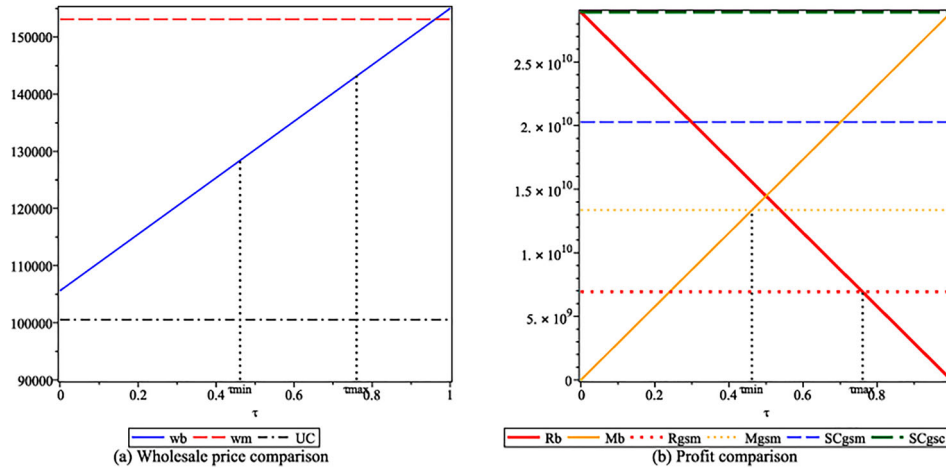 150000
140000
130000
120000
110000
100000
90000
0 0.2 0.4 τmin 0.6 τmax 0.8 1
τ
wb wm UC
(a) Wholesale price comparison
2.5 × 10¹⁰
2. × 10¹⁰
1.5 × 10¹⁰
1. × 10¹⁰
5. × 10⁹
0
0 0.2 0.4 τmin 0.6 τmax 0.8
τ
Rb Mb Rgsm Mgsm SCgsm SCgsc
(b) Profit comparison